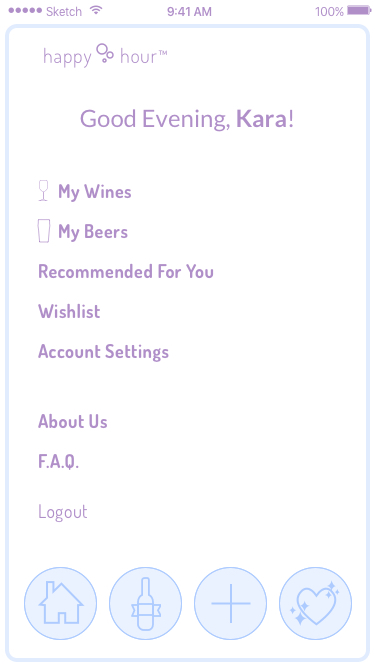 Sketch 9:41 AM 100%
happy hour™
Good Evening, Kara!
My Wines
My Beers
Recommended For You
Wishlist
Account Settings
About Us
F.A.Q.
Logout